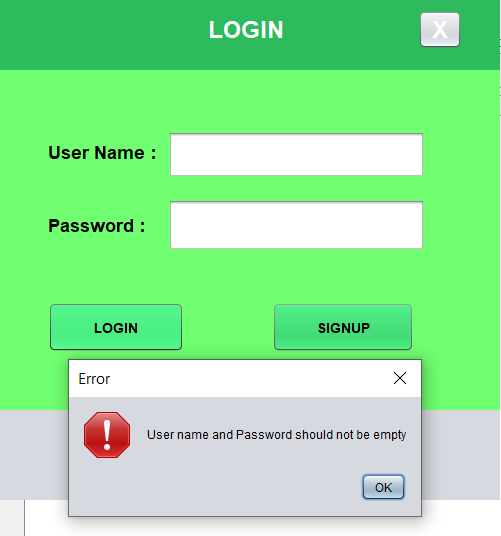 LOGIN
X
User Name :
Password :
LOGIN
SIGNUP
Error
User name and Password should not be empty
OK